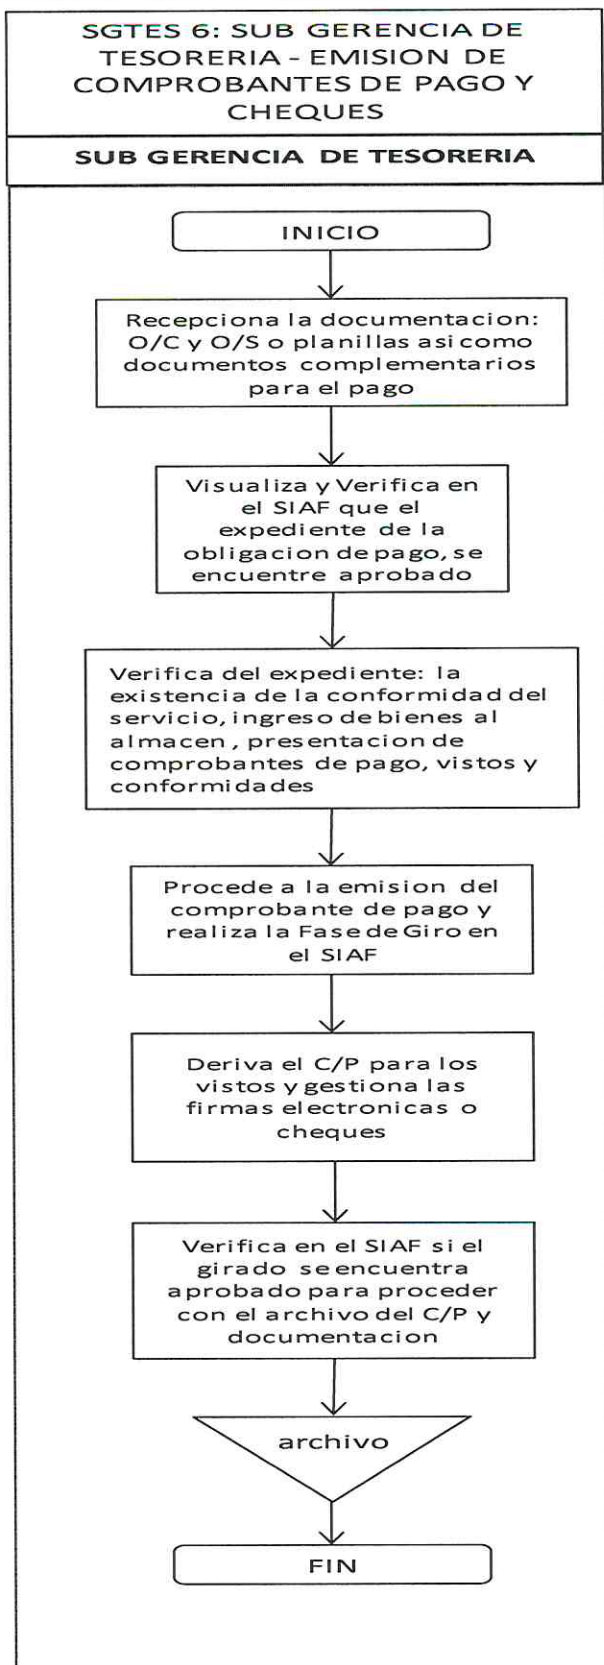 SGTES 6: SUB GERENCIA DE
TESORERIA - EMISION DE
COMPROBANTES DE PAGO Y
CHEQUES
SUB GERENCIA DE TESORERIA
INICIO
Recepciona la documentacion:
O/C y O/S o planillas asi como
documentos complementarios
para el pago
Visualiza y Verifica en
el SIAF que el
expediente de la
obligacion de pago, se
encuentre aprobado
Verifica del expediente: la
existencia de la conformidad del
servicio, ingreso de bienes al
almacen , presentacion de
comprobantes de pago, vistos y
conformidades
Procede a la emision del
comprobante de pago y
realiza la Fase de Giro en
el SIAF
Deriva el C/P para los
vistos y gestiona las
firmas electronicas o
cheques
Verifica en el SIAF si el
girado se encuentra
aprobado para proceder
con el archivo del C/P y
documentacion
archivo
FIN